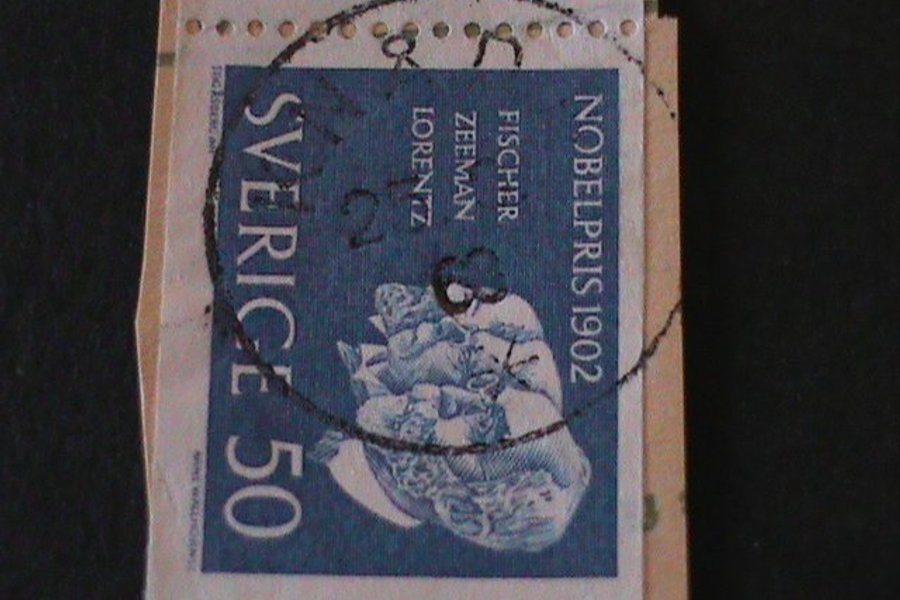 NOBELPRIS 1902
FISCHER
ZEEMAN
LORENTZ
SVERIGE 50